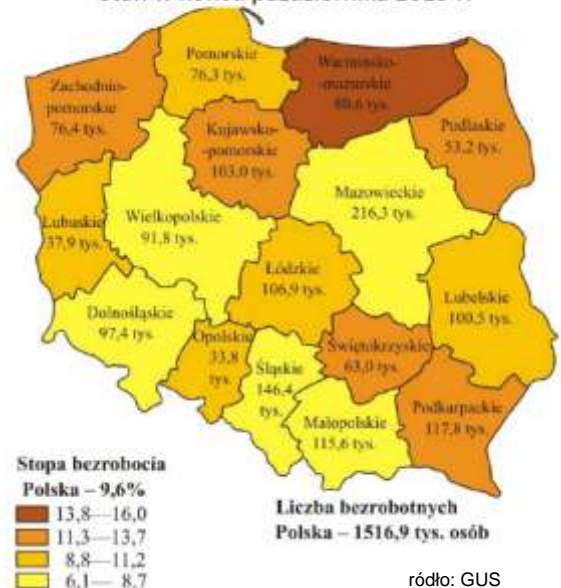 Pomorskie
76,3 tys.
Warmińsko-
-mazurskie
89,6 tys.
Zachodnio-
pomorskie
76,4 tys.
Kujawsko-
-pomorskie
103,0 tys.
Podlaskie
53,2 tys.
Mazowieckie
216,3 tys.
Lubuskie
37,9 tys.
Wielkopolskie
91,8 tys.
Łódzkie
106,9 tys.
Lubelskie
100,5 tys.
Dolnośląskie
97,4 tys.
Opolskie
33,8
tys.
Śląskie
146,4
tys.
Świętokrzyskie
63,0 tys.
Małopolskie
115,6 tys.
Podkarpackie
117,8 tys.
Stopa bezrobocia
Polska – 9,6%
13,8—16,0
11,3—13,7
8,8—11,2
6,1— 8,7
Liczba bezrobotnych
Polska – 1516,9 tys. osób
ródło: GUS